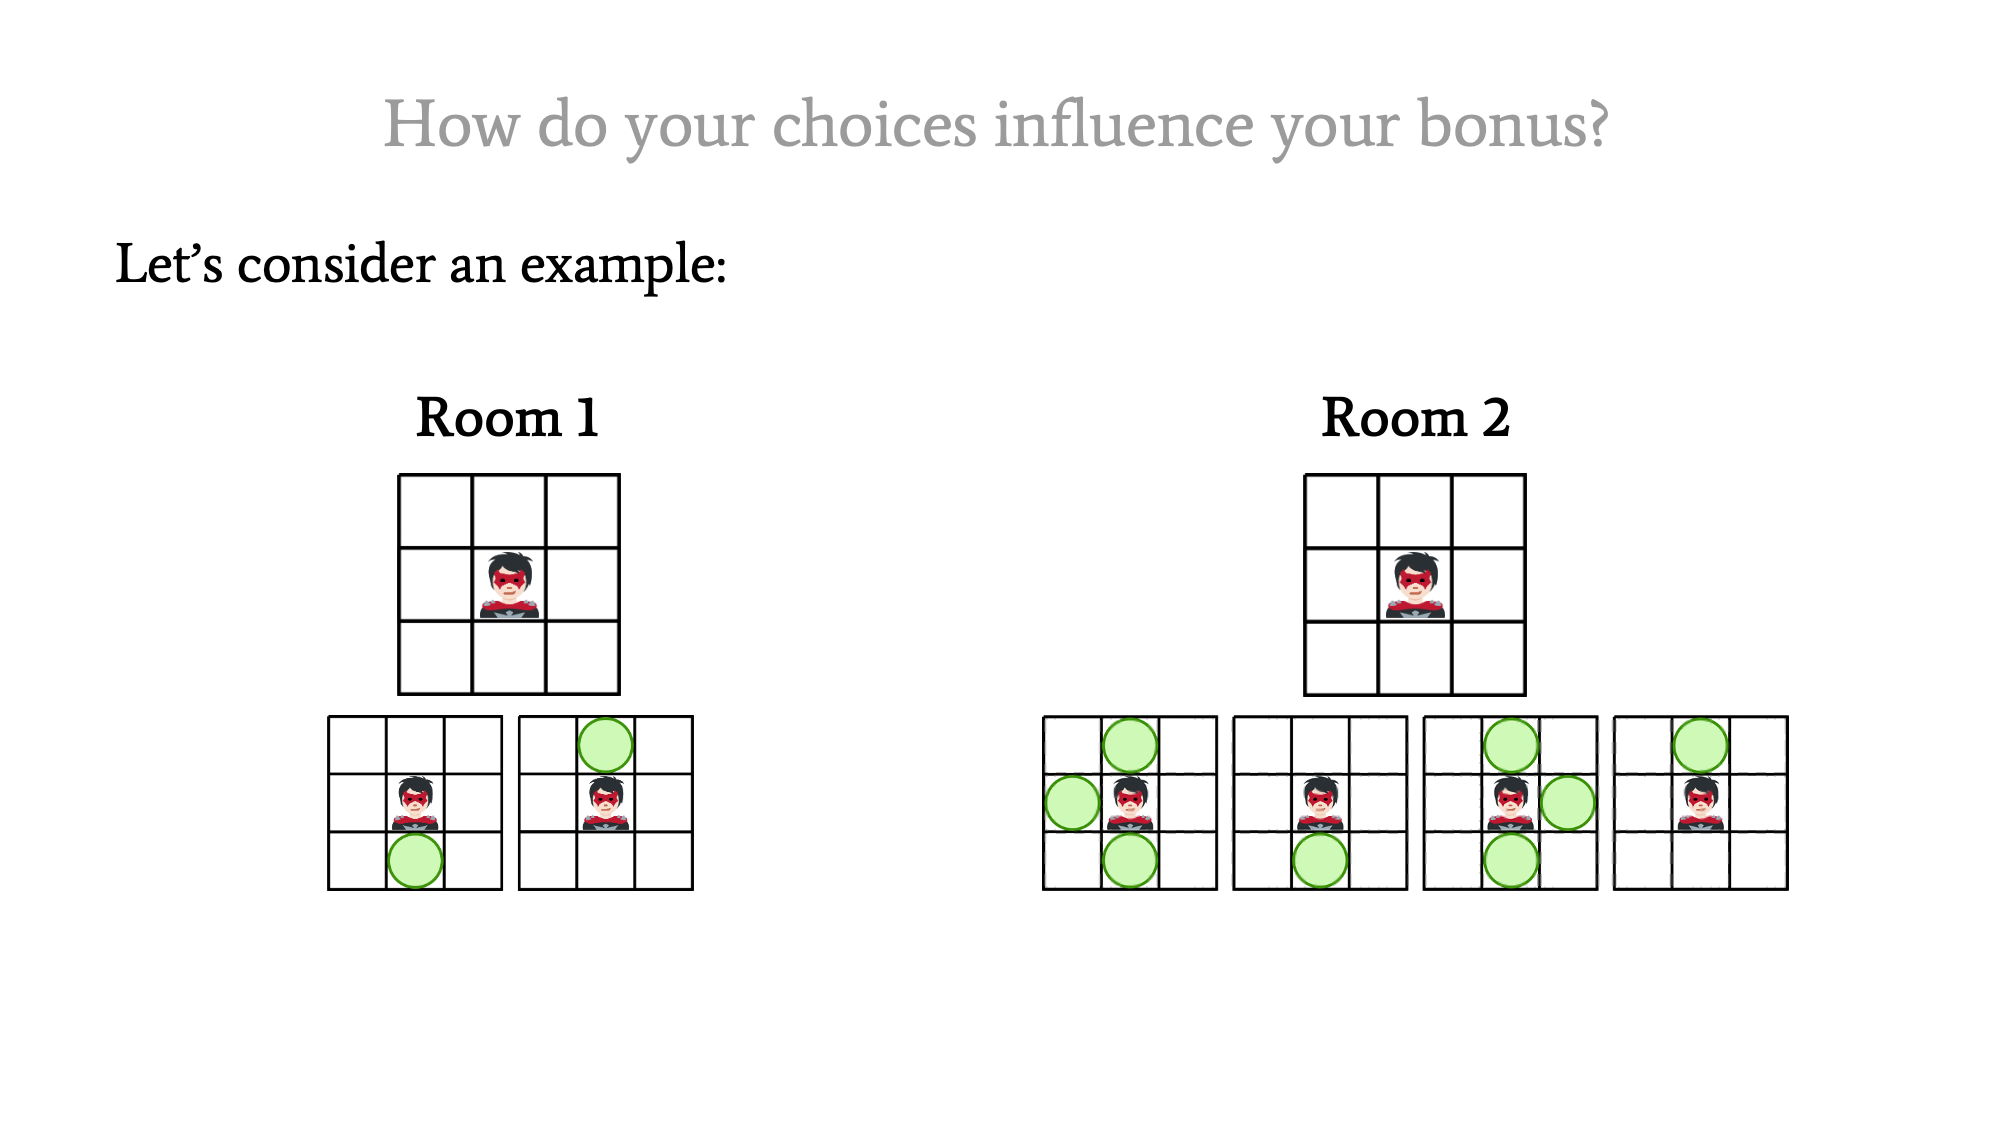 How do your choices influence your bonus?
Let’s consider an example:
Room 1
Room 2